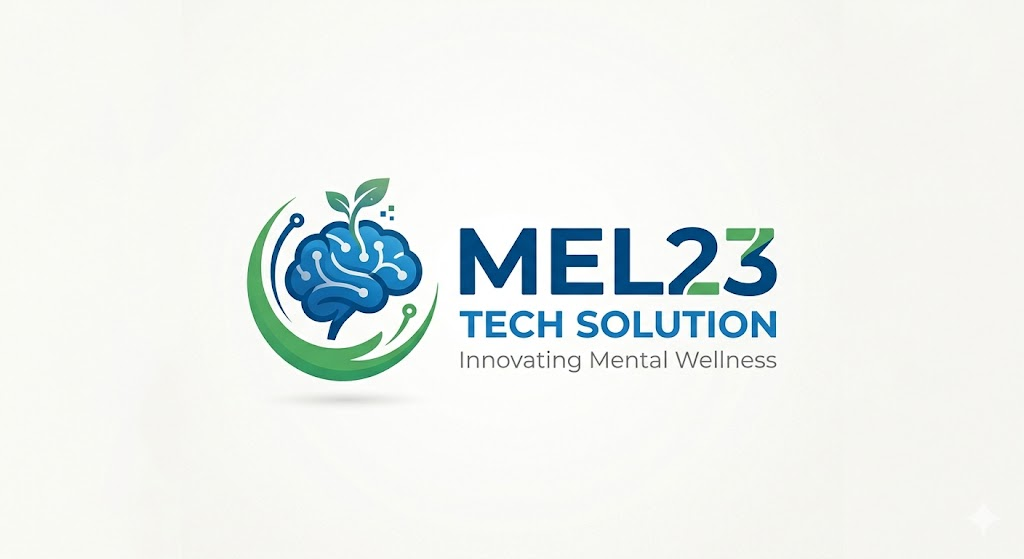 MEL23
TECH SOLUTION
Innovating Mental Wellness